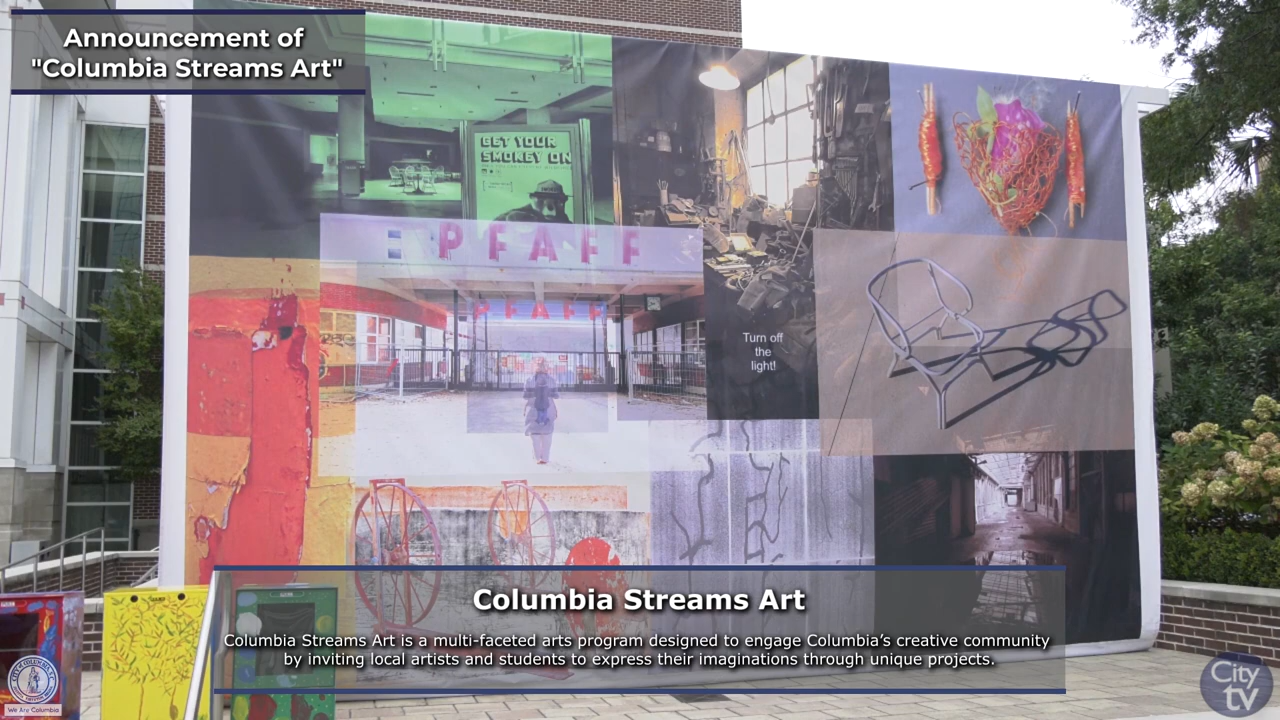 Announcement of
"Columbia Streams Art"
GET YOUR
SMOKEY ON
PFAFF
PFAFF
Turn off
the
light!
Columbia Streams Art
Columbia Streams Art is a multi-faceted arts program designed to engage Columbia’s creative community
by inviting local artists and students to express their imaginations through unique projects.
We Are Columbia
City
tv